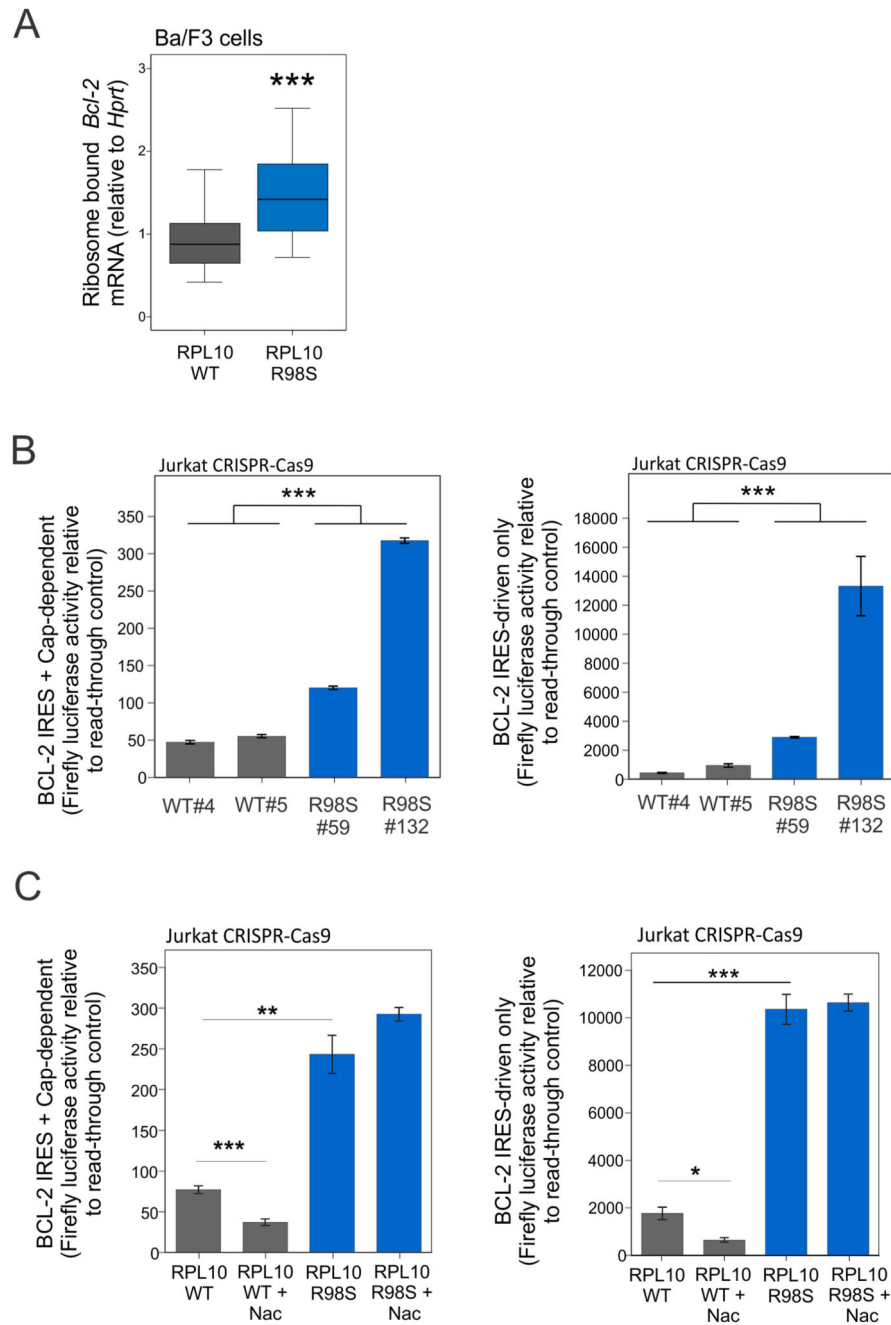 A
Ba/F3 cells
Ribosome bound Bcl-2
mRNA (relative to Hprt)
3
2
1
0
***
RPL10
WT
RPL10
R98S
B
Jurkat CRISPR-Cas9
BCL-2 IRES + Cap-dependent
(Firefly luciferase activity relative
to read-through control)
350
300
250
200
150
100
50
0
***
WT#4
WT#5
R98S
#59
R98S
#132
Jurkat CRISPR-Cas9
BCL-2 IRES-driven only
(Firefly luciferase activity relative
to read-through control)
18000
16000
14000
12000
10000
8000
6000
4000
2000
0
***
WT#4
WT#5
R98S
#59
R98S
#132
C
Jurkat CRISPR-Cas9
BCL-2 IRES + Cap-dependent
(Firefly luciferase activity relative
to read-through control)
350
300
250
200
150
100
50
0
**
***
RPL10
WT
RPL10
WT +
Nac
RPL10
R98S
RPL10
R98S +
Nac
Jurkat CRISPR-Cas9
BCL-2 IRES-driven only
(Firefly luciferase activity relative
to read-through control)
12000
10000
8000
6000
4000
2000
0
***
*
RPL10
WT
RPL10
WT +
Nac
RPL10
R98S
RPL10
R98S +
Nac